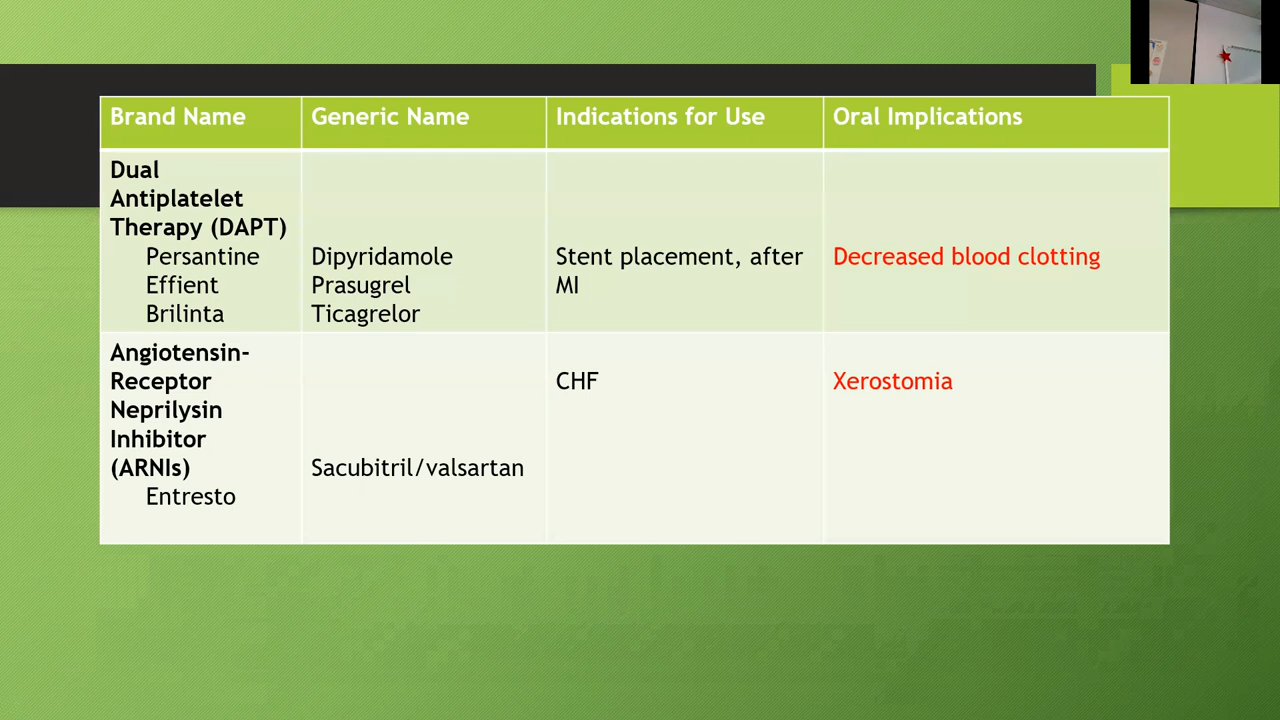 Brand Name
Generic Name
Indications for Use
Oral Implications
Dual
Antiplatelet
Therapy (DAPT)
Persantine
Effient
Brilinta
Dipyridamole
Prasugrel
Ticagrelor
Stent placement, after
MI
Decreased blood clotting
Angiotensin-
Receptor
Neprilysin
Inhibitor
(ARNIs)
Entresto
Sacubitril/valsartan
CHF
Xerostomia